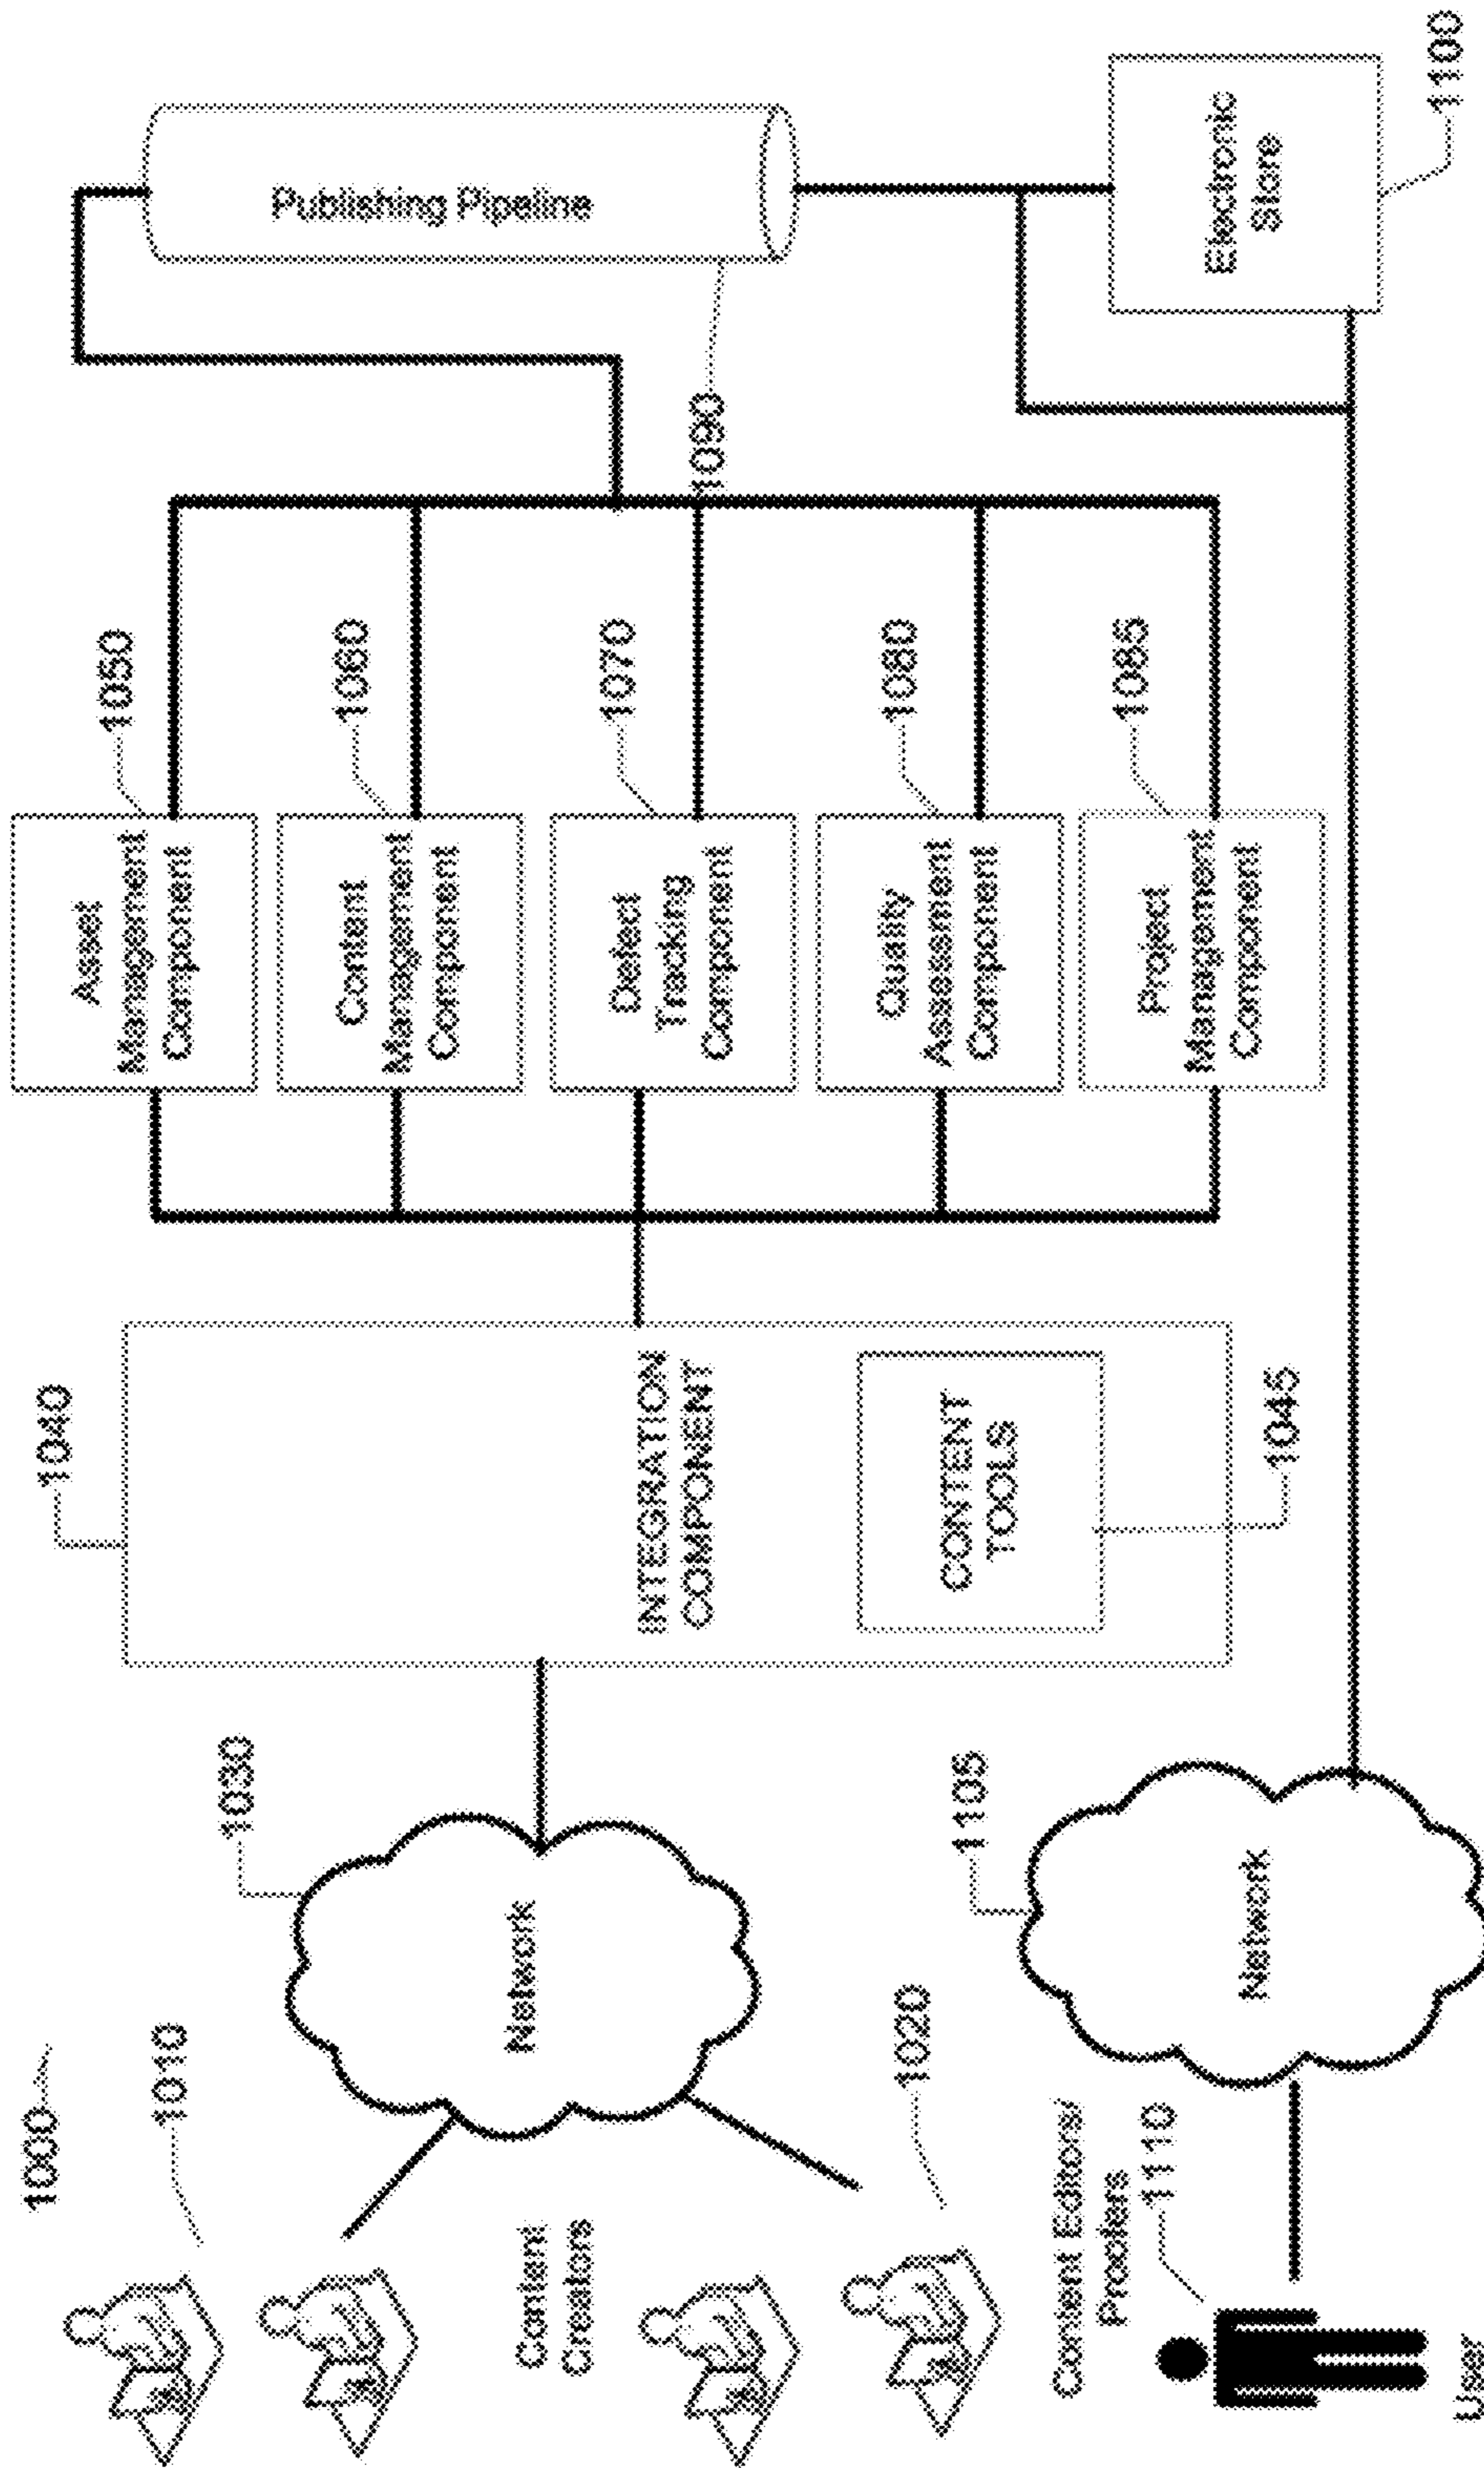 1000
1010
Content
Creators
1020
Content Editors/
Proofers
1110
User
1030
Network
1105
Network
1040
INTEGRATION
COMPONENT
CONTENT
TOOLS
1045
Asset
Management
Component
1050
Content
Management
Component
1060
Defect
Tracking
Component
1070
Quality
Assessment
Component
1080
Project
Management
Component
1085
1090
Publishing Pipeline
Electronic
Store
1100